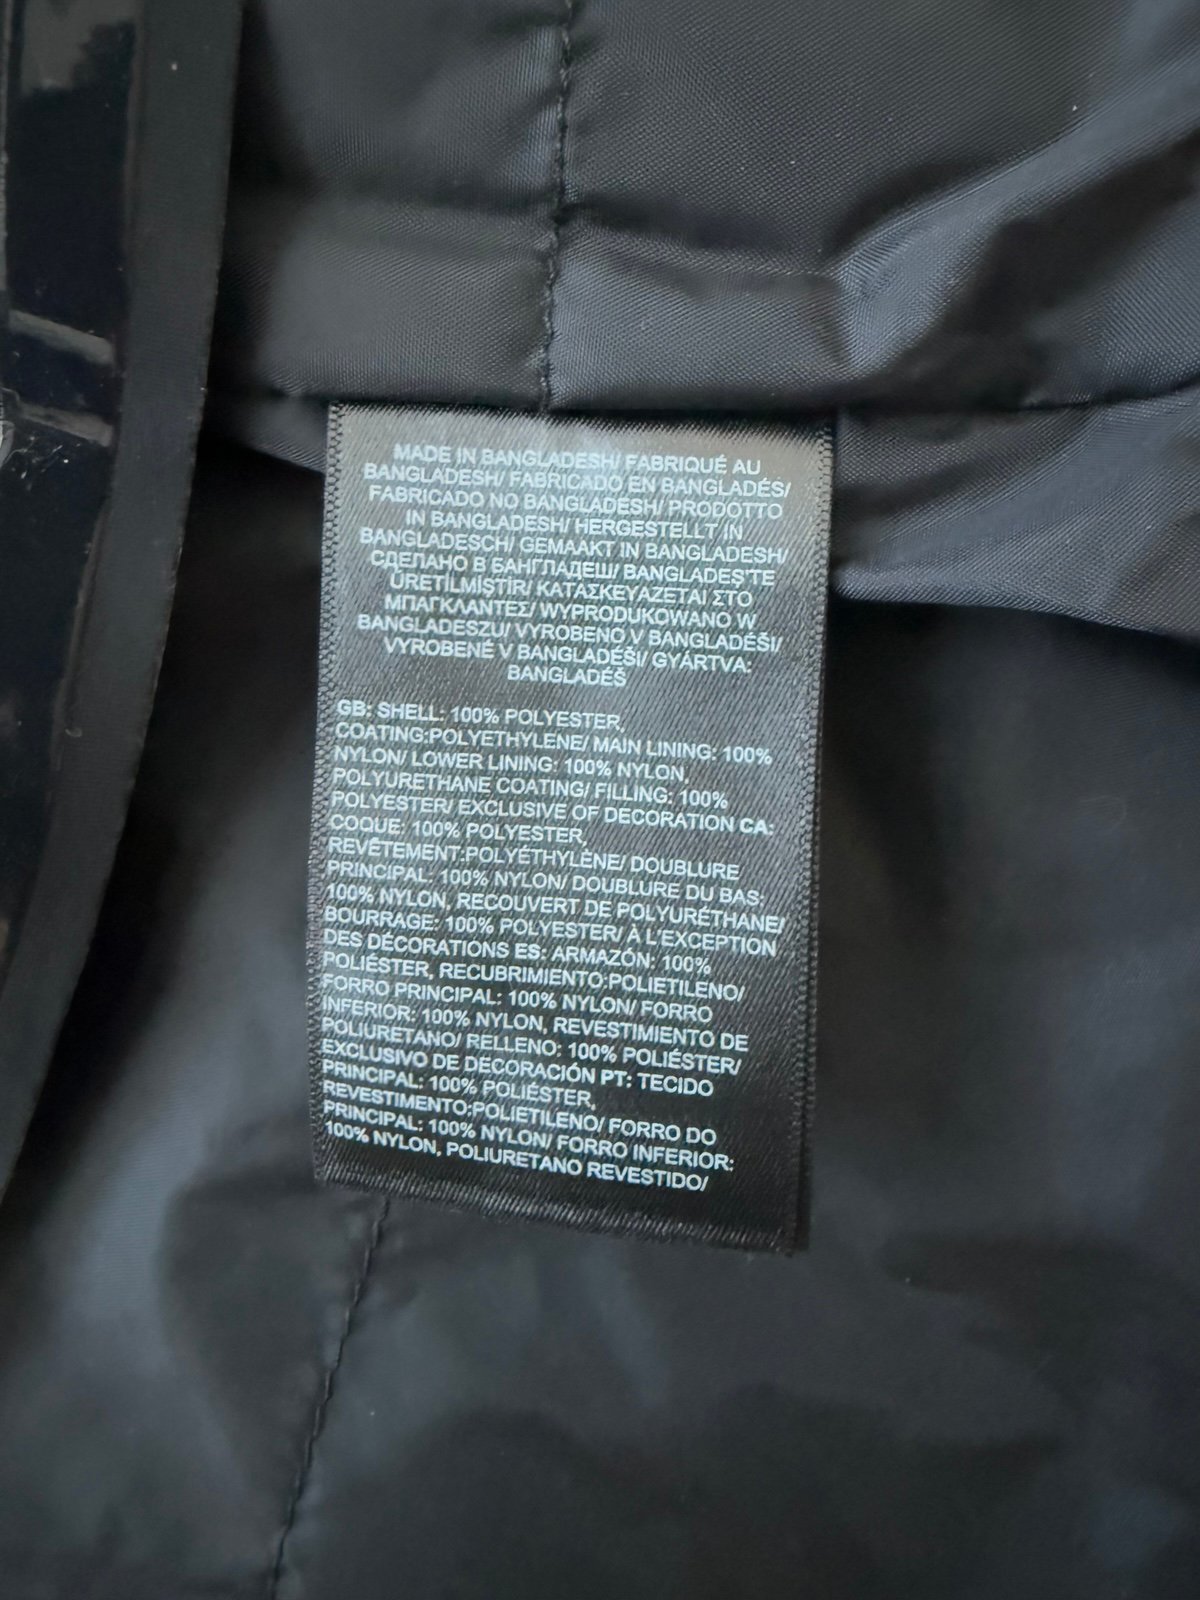 MADE IN BANGLADESH/ FABRIQUÉ AU
BANGLADESH/ FABRICADO EN BANGLADÉS/
FABRICADO NO BANGLADESH/ PRODOTTO
IN BANGLADESH/ HERGESTELLT IN
BANGLADESCH/ GEMAAKT IN BANGLADESH/
СДЕЛАНО В БАНГЛАДЕШ/ BANGLADEŞ'TE
ÜRETİLMİŞTİR/ ΚΑΤΑΣΚΕΥΑΖΕΤΑΙ ΣΤΟ
ΜΠΑΓΚΛΑΝΤΕΣ/ WYPRODUKOWANO W
BANGLADESZU/ VYROBENO V BANGLADÉŠI/
VYROBENÉ V BANGLADÉŠI/ GYÁRTVA:
BANGLADÉŠ
GB: SHELL: 100% POLYESTER,
COATING:POLYETHYLENE/ MAIN LINING: 100%
NYLON/ LOWER LINING: 100% NYLON,
POLYURETHANE COATING/ FILLING: 100%
POLYESTER/ EXCLUSIVE OF DECORATION CA:
COQUE: 100% POLYESTER,
REVÊTEMENT:POLYÉTHYLÈNE/ DOUBLURE
PRINCIPAL: 100% NYLON/ DOUBLURE DU BAS:
100% NYLON, RECOUVERT DE POLYURÉTHANE/
BOURRAGE: 100% POLYESTER/ À L'EXCEPTION
DES DÉCORATIONS ES: ARMAZÓN: 100%
POLIÉSTER, RECUBRIMIENTO:POLIETILENO/
FORRO PRINCIPAL: 100% NYLON/ FORRO
INFERIOR: 100% NYLON, REVESTIMIENTO DE
POLIURETANO/ RELLENO: 100% POLIÉSTER/
EXCLUSIVO DE DECORACIÓN PT: TECIDO
PRINCIPAL: 100% POLIÉSTER,
REVESTIMENTO:POLIETILENO/ FORRO DO
PRINCIPAL: 100% NYLON/ FORRO INFERIOR:
100% NYLON, POLIURETANO REVESTIDO/